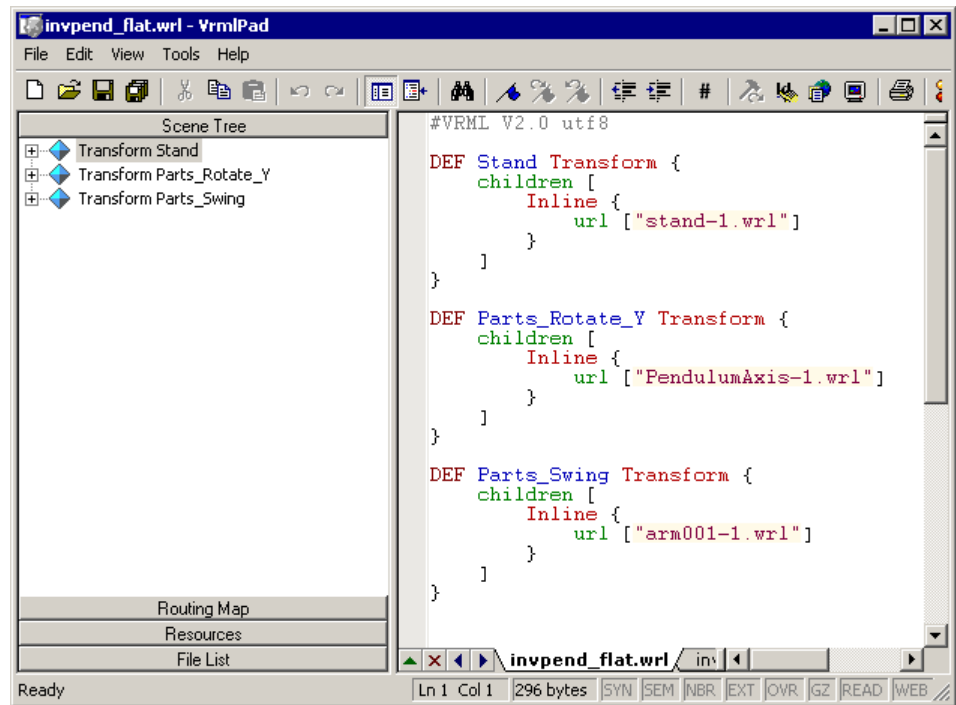 invpend_flat.wrl - VrmlPad
File Edit View Tools Help
#
Scene Tree
Transform Stand
Transform Parts_Rotate_Y
Transform Parts_Swing
Routing Map
Resources
File List
#VRML V2.0 utf8
DEF Stand Transform {
children [
Inline {
url ["stand-1.wrl"]
}
]
}
DEF Parts_Rotate_Y Transform {
children [
Inline {
url ["PendulumAxis-1.wrl"]
}
]
}
DEF Parts_Swing Transform {
children [
Inline {
url ["arm001-1.wrl"]
}
]
}
invpend_flat.wrl
Ready Ln 1 Col 1 296 bytes SYN SEM NBR EXT OVR GZ READ WEB